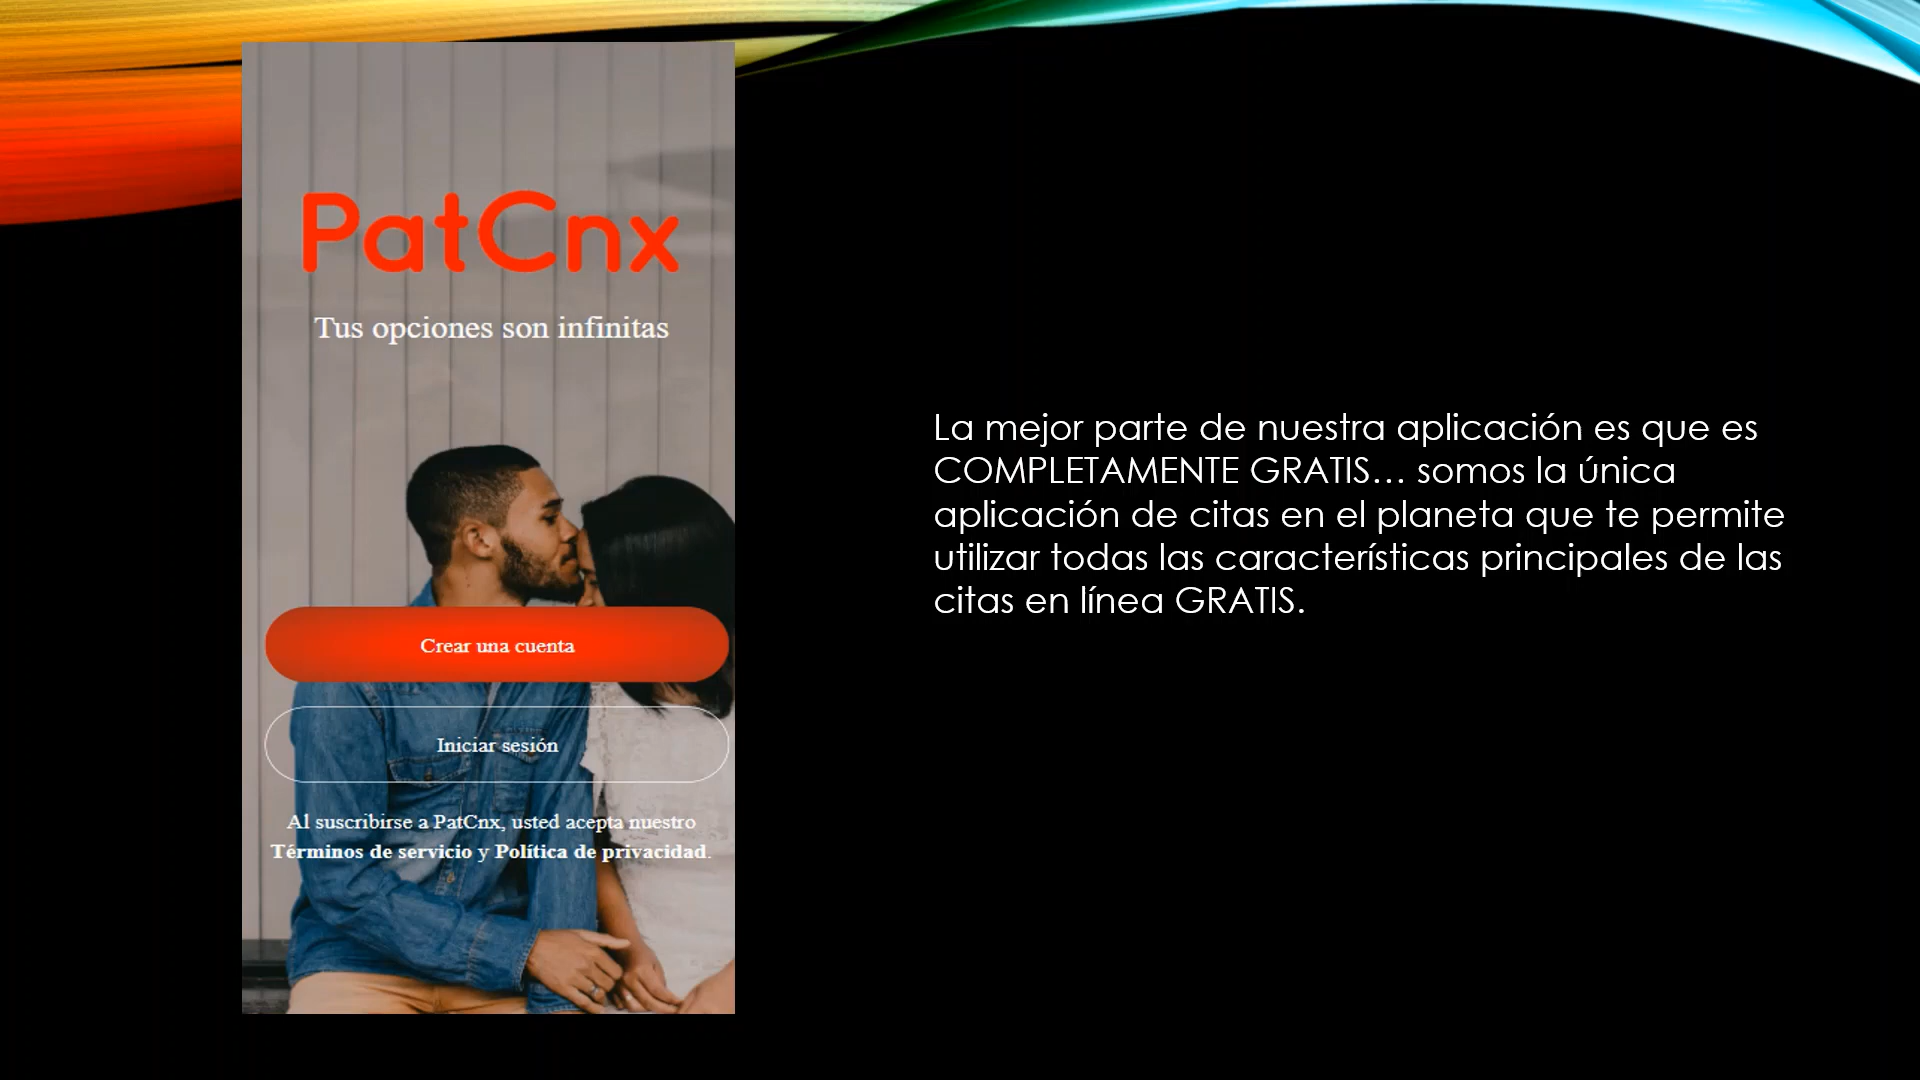 PatCnx
Tus opciones son infinitas
Crear una cuenta
Iniciar sesión
Al suscribirse a PatCnx, usted acepta nuestro
Términos de servicio y Política de privacidad.
La mejor parte de nuestra aplicación es que es
COMPLETAMENTE GRATIS… somos la única
aplicación de citas en el planeta que te permite
utilizar todas las características principales de las
citas en línea GRATIS.